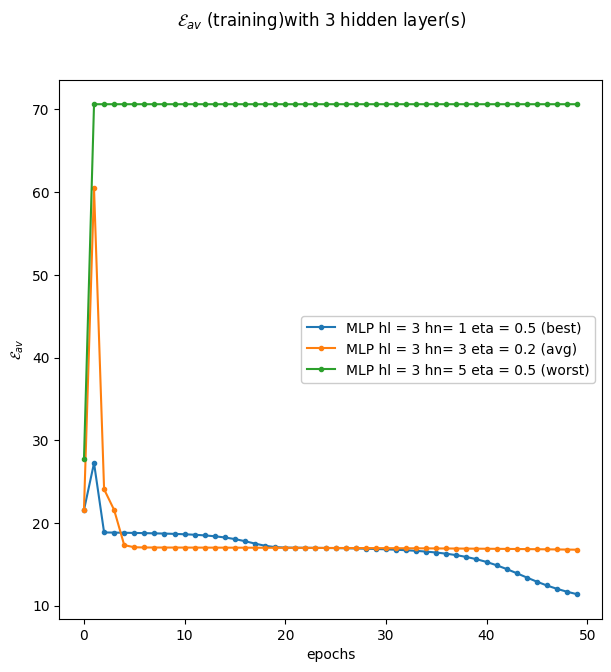 ℰav (training)with 3 hidden layer(s)
70
60
50
40
30
20
10
ℰav
MLP hl = 3 hn= 1 eta = 0.5 (best)
MLP hl = 3 hn= 3 eta = 0.2 (avg)
MLP hl = 3 hn= 5 eta = 0.5 (worst)
0 10 20 30 40 50
epochs